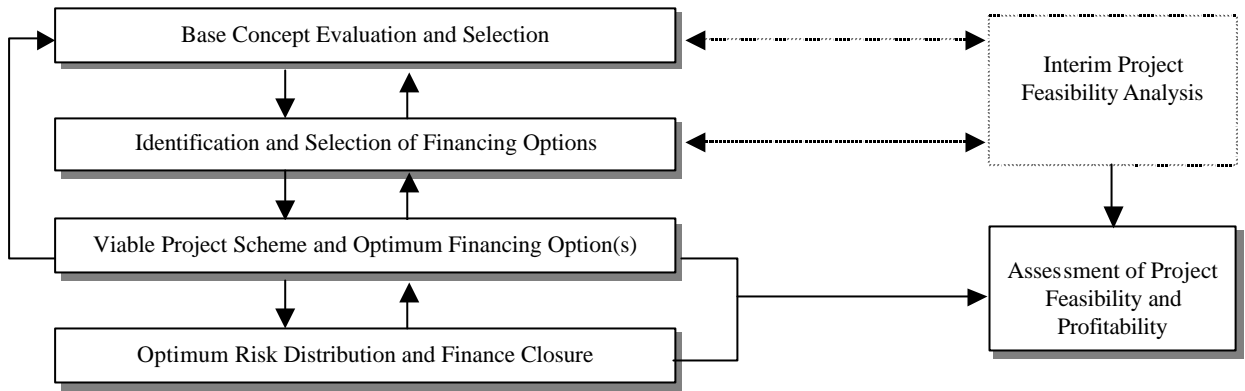 Base Concept Evaluation and Selection
Identification and Selection of Financing Options
Viable Project Scheme and Optimum Financing Option(s)
Optimum Risk Distribution and Finance Closure
Interim Project
Feasibility Analysis
Assessment of Project
Feasibility and
Profitability